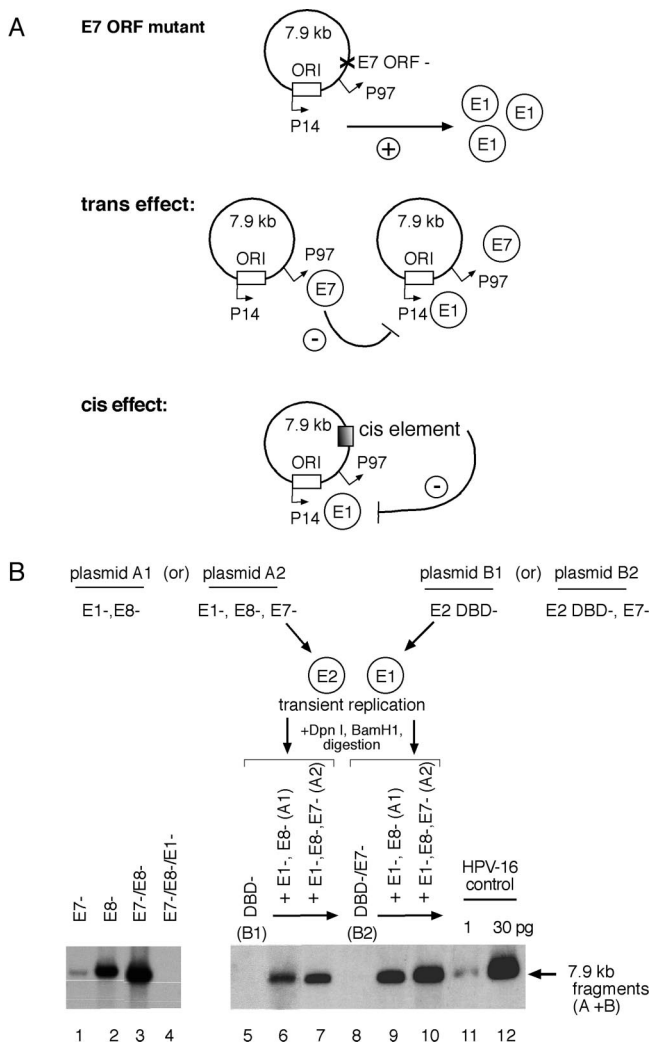 A
E7 ORF mutant
7.9 kb
E7 ORF -
ORI
P97
P14
+
E1
E1
E1
trans effect:
7.9 kb
7.9 kb
E7
P97
ORI
ORI
P97
E7
P14
P14
E1
-
cis effect:
7.9 kb
cis element
P97
ORI
-
P14
E1
B
plasmid A1 (or) plasmid A2
plasmid B1 (or) plasmid B2
E1-,E8-
E1-, E8-, E7-
E2 DBD-
E2 DBD-, E7-
E2
E1
transient replication
+Dpn I, BamH1,
digestion
E7-
E8-
E7-/E8-
E7-/E8-/E1-
DBD-
(B1)
+ E1-, E8- (A1)
+ E1-, E8-,E7- (A2)
DBD-/E7-
(B2)
+ E1-, E8- (A1)
+ E1-, E8-,E7- (A2)
HPV-16
control
1 30 pg
7.9 kb
fragments
(A +B)
1 2 3 4 5 6 7 8 9 10 11 12